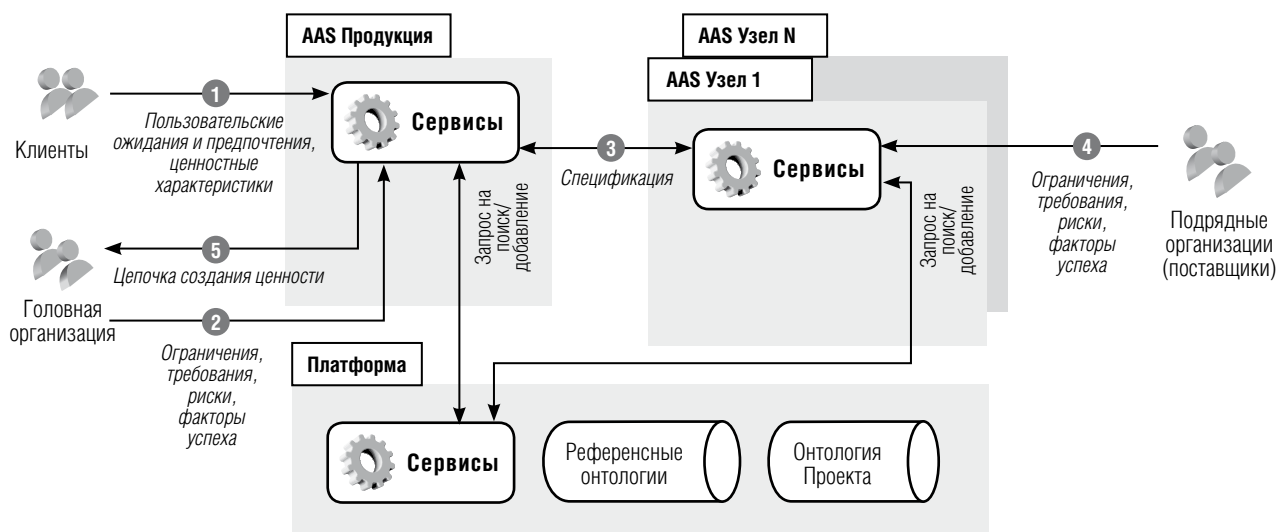 AAS Продукция
AAS Узел N
AAS Узел 1
Клиенты
1
Пользовательские
ожидания и предпочтения,
ценностные
характеристики
Сервисы
3
Спецификация
Сервисы
4
Ограничения,
требования,
риски,
факторы
успеха
Подрядные
организации
(поставщики)
Запрос на
поиск/
добавление
Запрос на
поиск/
добавление
5
Цепочка создания ценности
Головная
организация
2
Ограничения,
требования,
риски,
факторы
успеха
Платформа
Сервисы
Референсные
онтологии
Онтология
Проекта